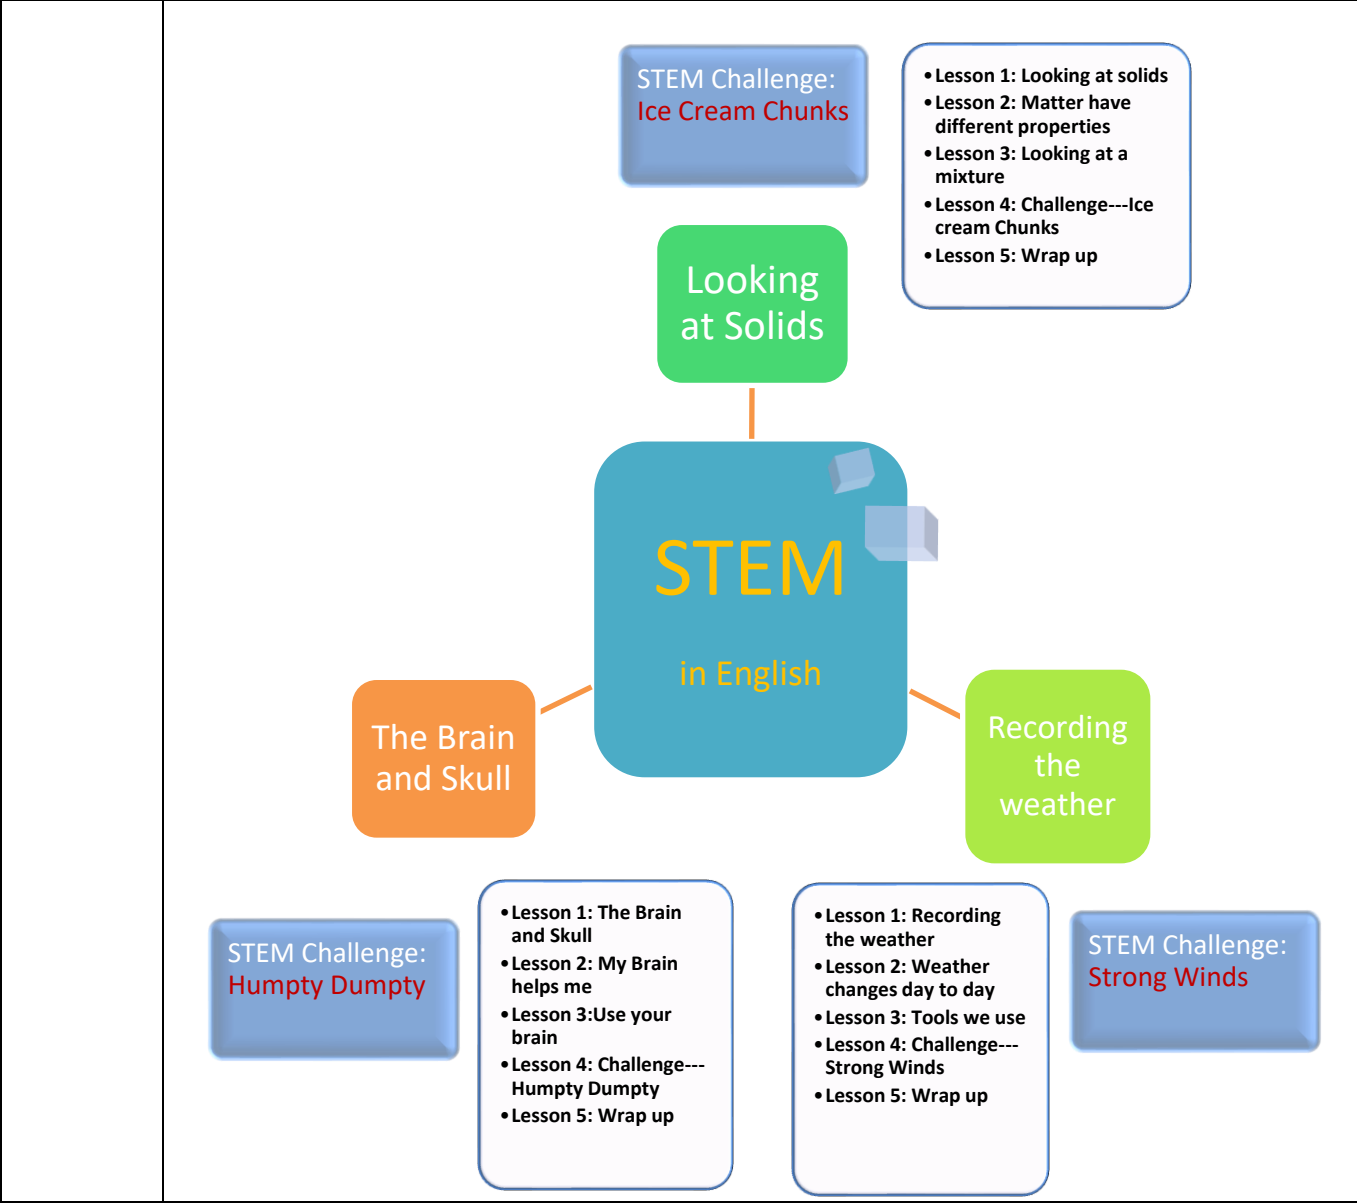 STEM Challenge:
Ice Cream Chunks
•Lesson 1: Looking at solids
•Lesson 2: Matter have
different properties
•Lesson 3: Looking at a
mixture
•Lesson 4: Challenge---Ice
cream Chunks
•Lesson 5: Wrap up
Looking
at Solids
STEM
in English
The Brain
and Skull
Recording
the
weather
STEM Challenge:
Humpty Dumpty
•Lesson 1: The Brain
and Skull
•Lesson 2: My Brain
helps me
•Lesson 3:Use your
brain
•Lesson 4: Challenge---
Humpty Dumpty
•Lesson 5: Wrap up
•Lesson 1: Recording
the weather
•Lesson 2: Weather
changes day to day
•Lesson 3: Tools we use
•Lesson 4: Challenge---
Strong Winds
•Lesson 5: Wrap up
STEM Challenge:
Strong Winds